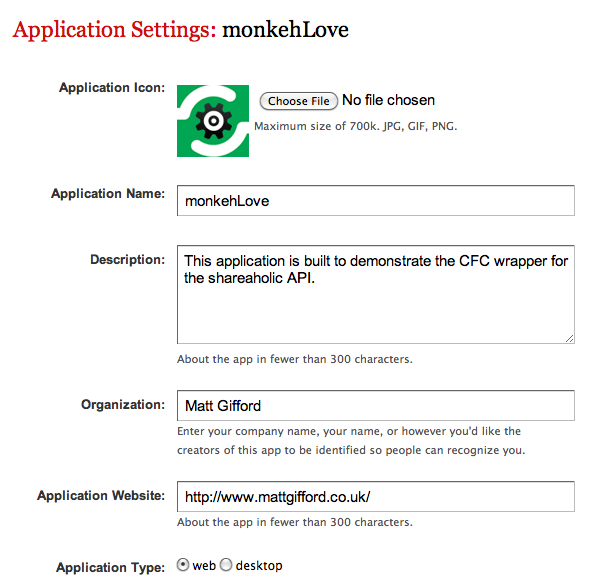 Application Settings: monkehLove
Application Icon:
Choose File No file chosen
Maximum size of 700k. JPG, GIF, PNG.
Application Name: monkehLove
Description: This application is built to demonstrate the CFC wrapper for
the shareaholic API.
About the app in fewer than 300 characters.
Organization: Matt Gifford
Enter your company name, your name, or however you'd like the
creators of this app to be identified so people can recognize you.
Application Website: http://www.mattgifford.co.uk/
About the app in fewer than 300 characters.
Application Type: web desktop